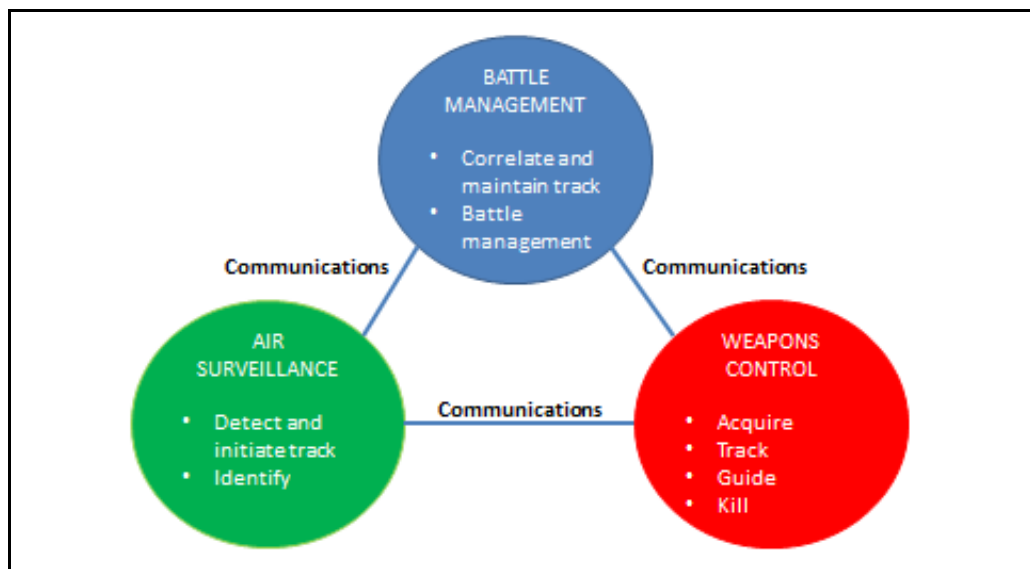 BATTLE
MANAGEMENT
• Correlate and
maintain track
• Battle
management
Communications
Communications
AIR
SURVEILLANCE
• Detect and
initiate track
• Identify
Communications
WEAPONS
CONTROL
• Acquire
• Track
• Guide
• Kill